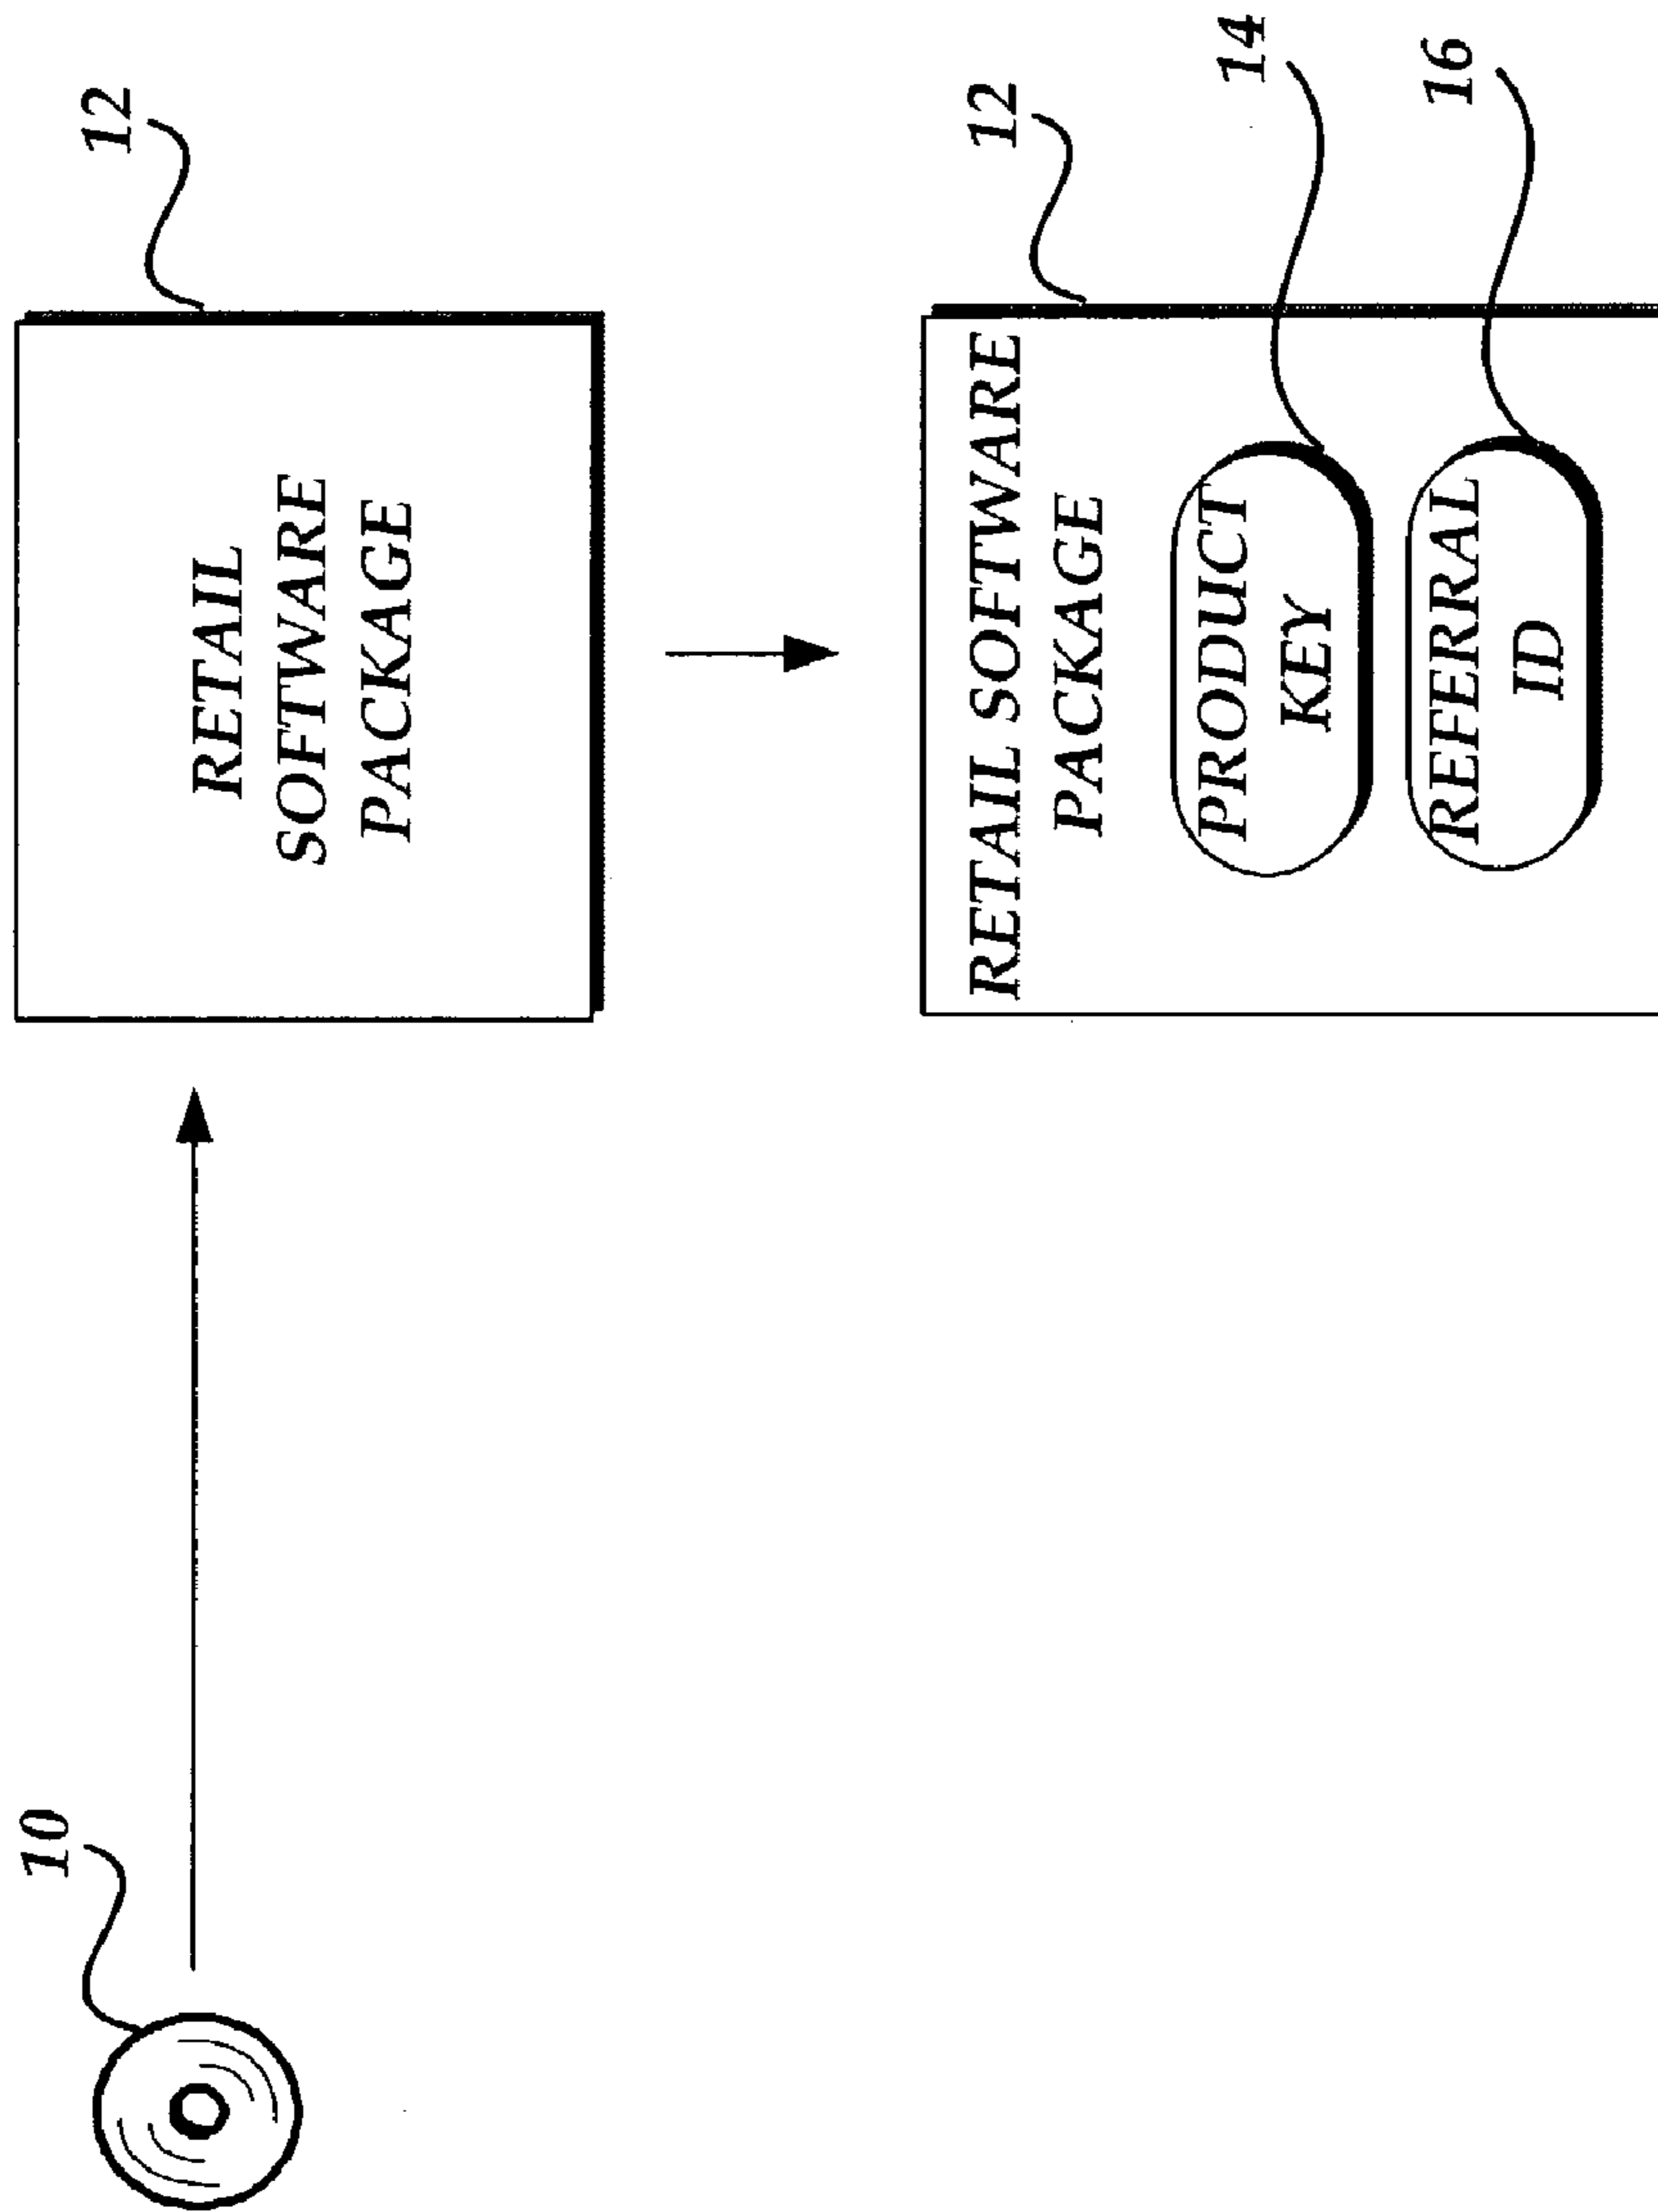 10
12
RETAIL
SOFTWARE
PACKAGE
12
RETAIL SOFTWARE
PACKAGE
14
PRODUCT
KEY
16
REFERRAL
ID